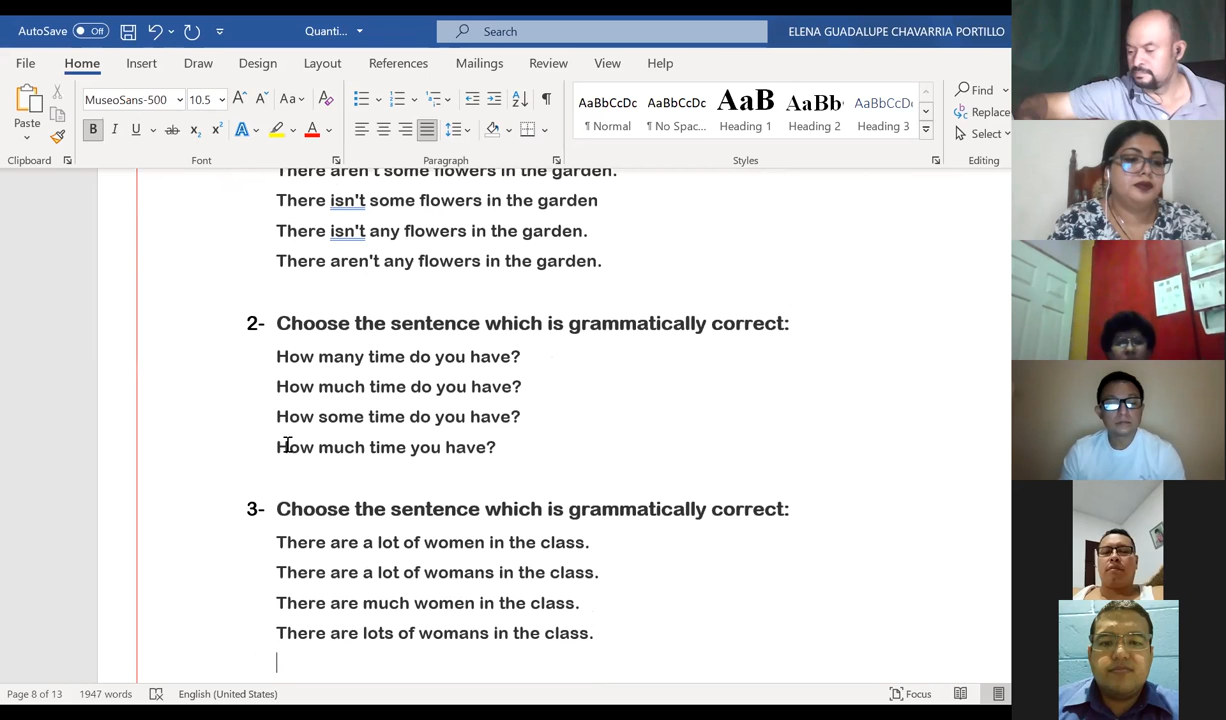 AutoSave Off Quanti... Search ELENA GUADALUPE CHAVARRIA PORTILLO
File Home Insert Draw Design Layout References Mailings Review View Help
Paste
MuseoSans-500 10.5
AaBbCcDc AaBbCcDc AaB AaBb AaBbCcDc
¶ Normal ¶ No Spac... Heading 1 Heading 2 Heading 3
Find
Replace
Select
Clipboard Font Paragraph Styles Editing
There aren't some flowers in the garden.
There isn't some flowers in the garden
There isn't any flowers in the garden.
There aren't any flowers in the garden.
2- Choose the sentence which is grammatically correct:
How many time do you have?
How much time do you have?
How some time do you have?
How much time you have?
3- Choose the sentence which is grammatically correct:
There are a lot of women in the class.
There are a lot of womans in the class.
There are much women in the class.
There are lots of womans in the class.
Page 8 of 13 1947 words English (United States) Focus